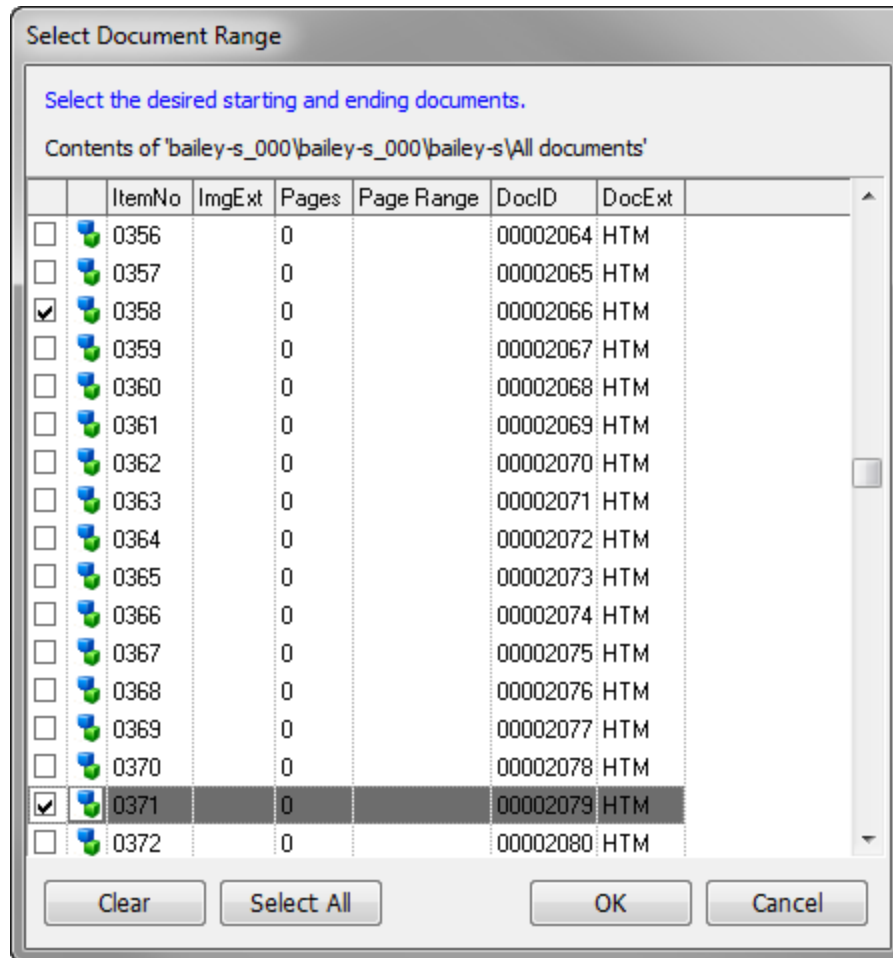 Select Document Range
Select the desired starting and ending documents.
Contents of 'bailey-s_000\bailey-s_000\bailey-s\All documents'
ItemNo ImgExt Pages Page Range DocID DocExt
0356 0 00002064 HTM
0357 0 00002065 HTM
0358 0 00002066 HTM
0359 0 00002067 HTM
0360 0 00002068 HTM
0361 0 00002069 HTM
0362 0 00002070 HTM
0363 0 00002071 HTM
0364 0 00002072 HTM
0365 0 00002073 HTM
0366 0 00002074 HTM
0367 0 00002075 HTM
0368 0 00002076 HTM
0369 0 00002077 HTM
0370 0 00002078 HTM
0371 0 00002079 HTM
0372 0 00002080 HTM
Clear Select All OK Cancel